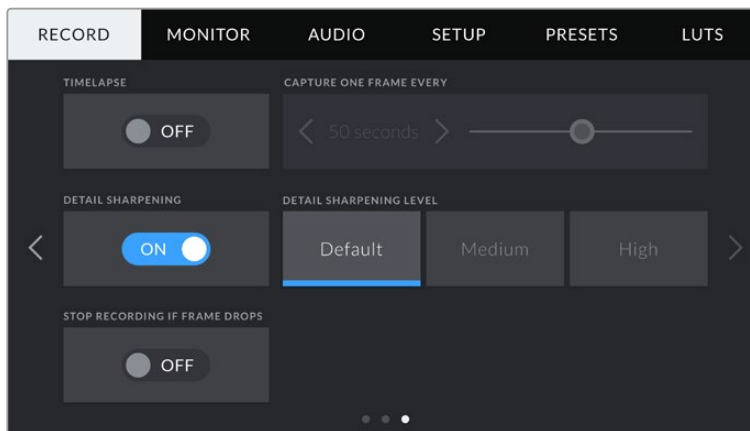 RECORD MONITOR AUDIO SETUP PRESETS LUTS
TIMELAPSE CAPTURE ONE FRAME EVERY
OFF 50 seconds
DETAIL SHARPENING DETAIL SHARPENING LEVEL
ON Default Medium High
STOP RECORDING IF FRAME DROPS
OFF